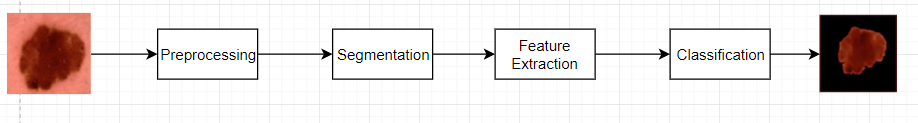 Preprocessing
Segmentation
Feature
Extraction
Classification